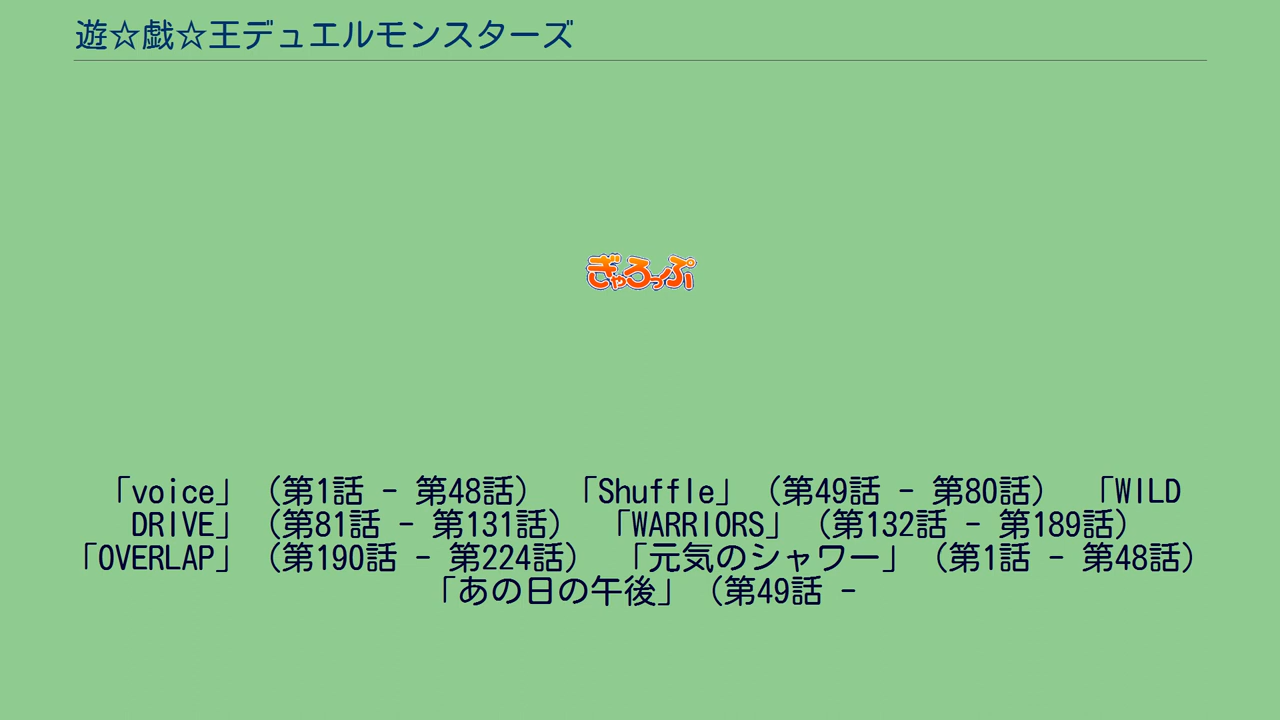 遊☆戯☆王デュエルモンスターズ
ぎゃろっぷ
「voice」（第1話 - 第48話） 「Shuffle」（第49話 - 第80話） 「WILD
DRIVE」（第81話 - 第131話） 「WARRIORS」（第132話 - 第189話）
「OVERLAP」（第190話 - 第224話） 「元気のシャワー」（第1話 - 第48話）
「あの日の午後」（第49話 -